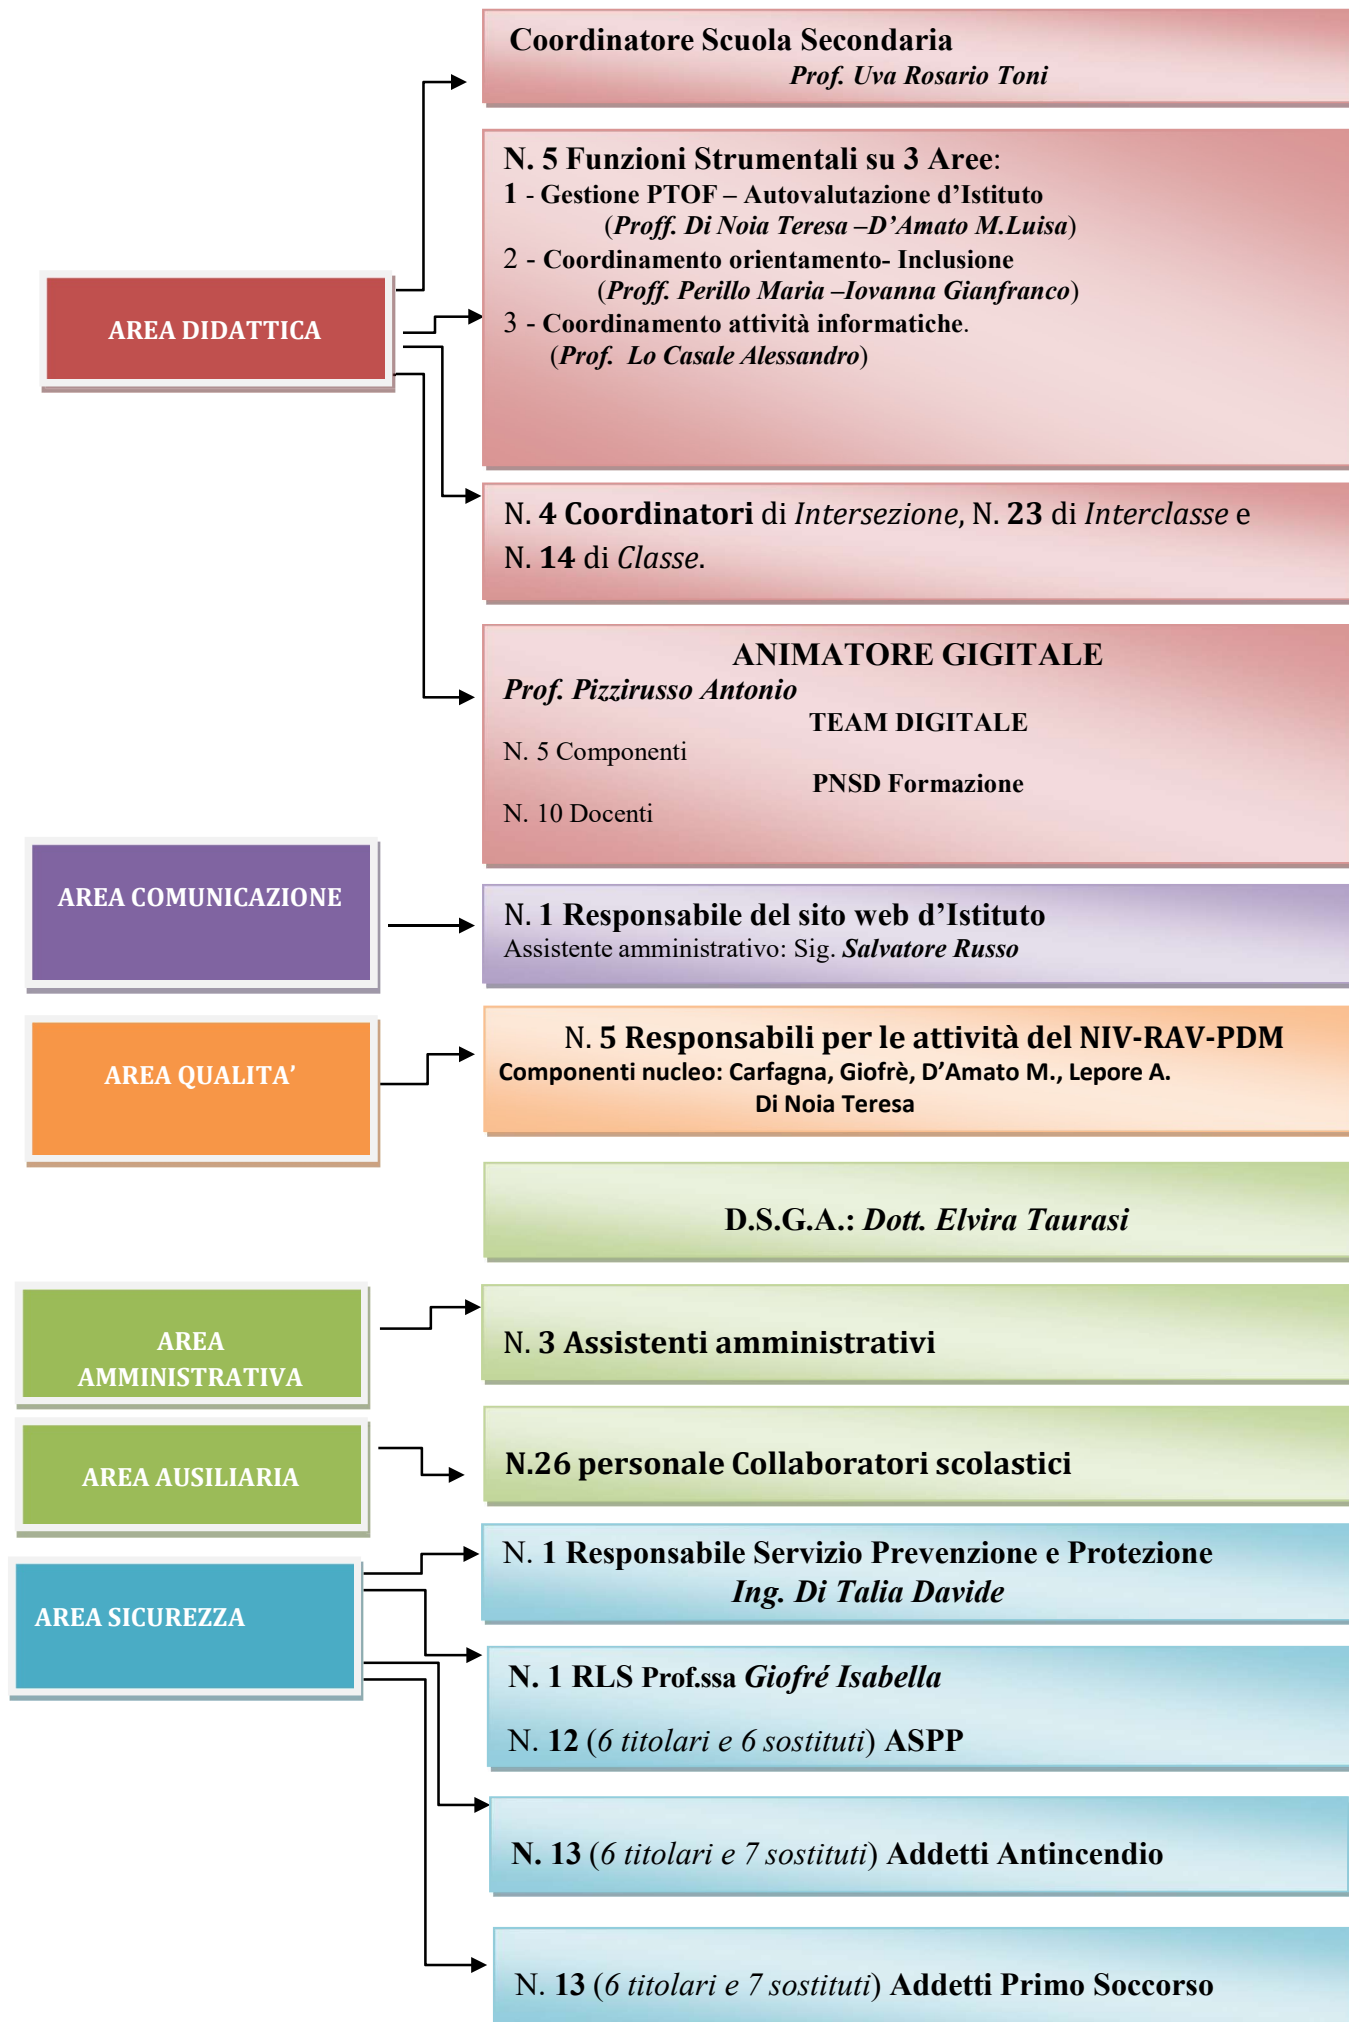 Coordinatore Scuola Secondaria
Prof. Uva Rosario Toni
N. 5 Funzioni Strumentali su 3 Aree:
1 - Gestione PTOF – Autovalutazione d’Istituto
(Proff. Di Noia Teresa –D’Amato M.Luisa)
2 - Coordinamento orientamento- Inclusione
(Proff. Perillo Maria –Iovanna Gianfranco)
3 - Coordinamento attività informatiche.
(Prof. Lo Casale Alessandro)
AREA DIDATTICA
N. 4 Coordinatori di Intersezione, N. 23 di Interclasse e
N. 14 di Classe.
ANIMATORE GIGITALE
Prof. Pizzirusso Antonio
TEAM DIGITALE
N. 5 Componenti
PNSD Formazione
N. 10 Docenti
AREA COMUNICAZIONE
N. 1 Responsabile del sito web d’Istituto
Assistente amministrativo: Sig. Salvatore Russo
AREA QUALITA’
N. 5 Responsabili per le attività del NIV-RAV-PDM
Componenti nucleo: Carfagna, Giofrè, D’Amato M., Lepore A.
Di Noia Teresa
D.S.G.A.: Dott. Elvira Taurasi
AREA
AMMINISTRATIVA
N. 3 Assistenti amministrativi
AREA AUSILIARIA
N.26 personale Collaboratori scolastici
AREA SICUREZZA
N. 1 Responsabile Servizio Prevenzione e Protezione
Ing. Di Talia Davide
N. 1 RLS Prof.ssa Giofré Isabella
N. 12 (6 titolari e 6 sostituti) ASPP
N. 13 (6 titolari e 7 sostituti) Addetti Antincendio
N. 13 (6 titolari e 7 sostituti) Addetti Primo Soccorso